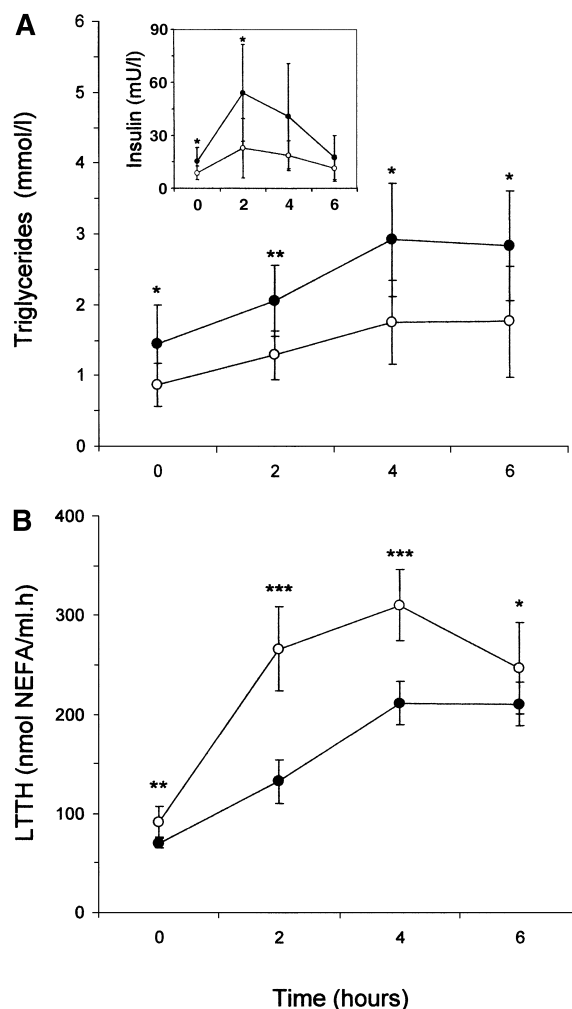 A
Triglycerides (mmol/l)
6
5
4
3
2
1
0
0 2 4 6
* ** * *
Insulin (mU/l)
90
60
30
0
0 2 4 6
* *
B
LTTH (nmol NEFA/ml.h)
400
300
200
100
0
** *** *** *
0 2 4 6
Time (hours)